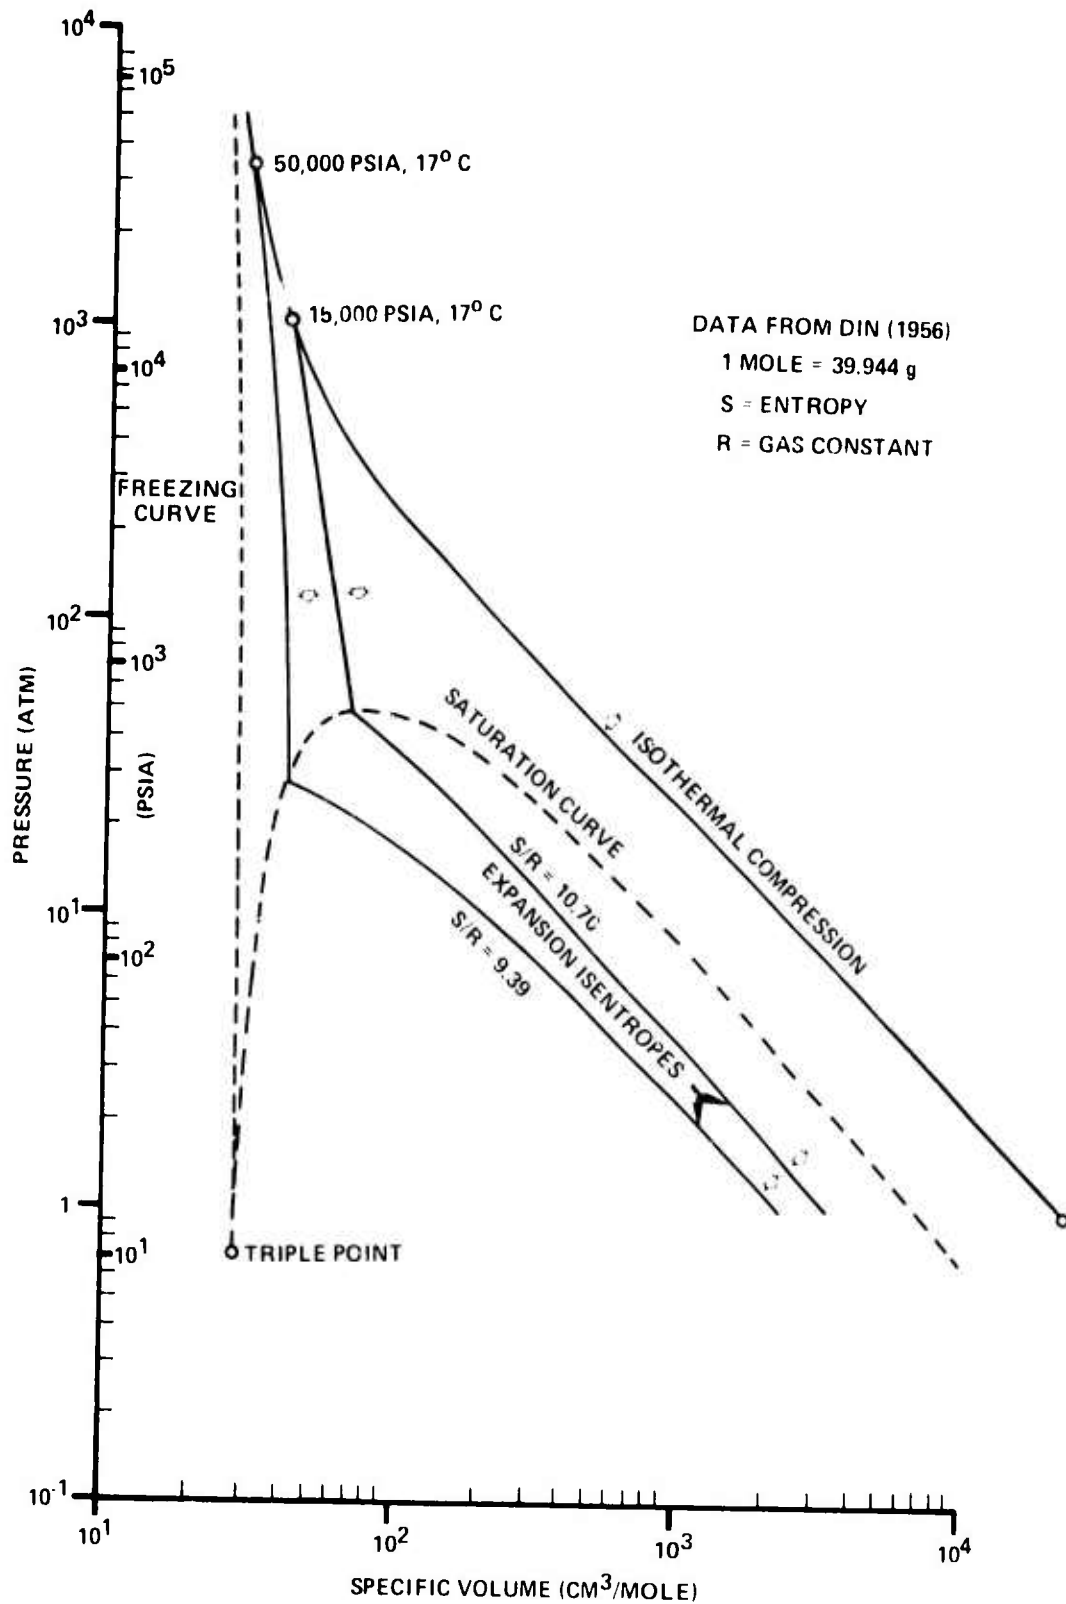 10⁴
10⁵
50,000 PSIA, 17° C
15,000 PSIA, 17° C
10³
10⁴
DATA FROM DIN (1956)
1 MOLE = 39.944 g
S = ENTROPY
R = GAS CONSTANT
FREEZING
CURVE
10²
10³
PRESSURE (ATM)
(PSIA)
SATURATION CURVE
ISOTHERMAL COMPRESSION
S/R = 10.70
EXPANSION ISENTROPES
S/R = 9.39
10¹
10²
1
10¹
TRIPLE POINT
10⁻¹
10¹
10²
10³
10⁴
SPECIFIC VOLUME (CM³/MOLE)